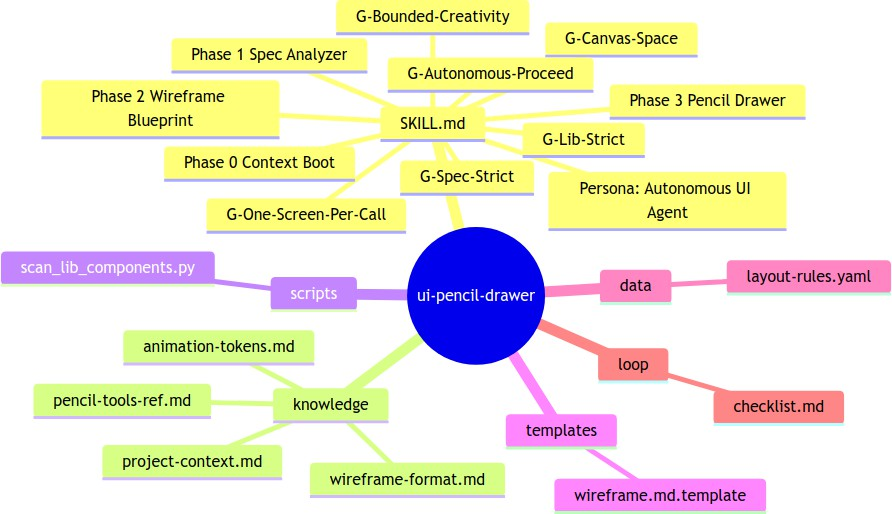 G-Bounded-Creativity
G-Canvas-Space
Phase 1 Spec Analyzer
G-Autonomous-Proceed
Phase 2 Wireframe
Blueprint
Phase 3 Pencil Drawer
SKILL.md
G-Lib-Strict
Phase 0 Context Boot
G-Spec-Strict
Persona: Autonomous UI
Agent
G-One-Screen-Per-Call
scan_lib_components.py
scripts
ui-pencil-drawer
data
layout-rules.yaml
animation-tokens.md
loop
pencil-tools-ref.md
knowledge
checklist.md
templates
project-context.md
wireframe-format.md
wireframe.md.template